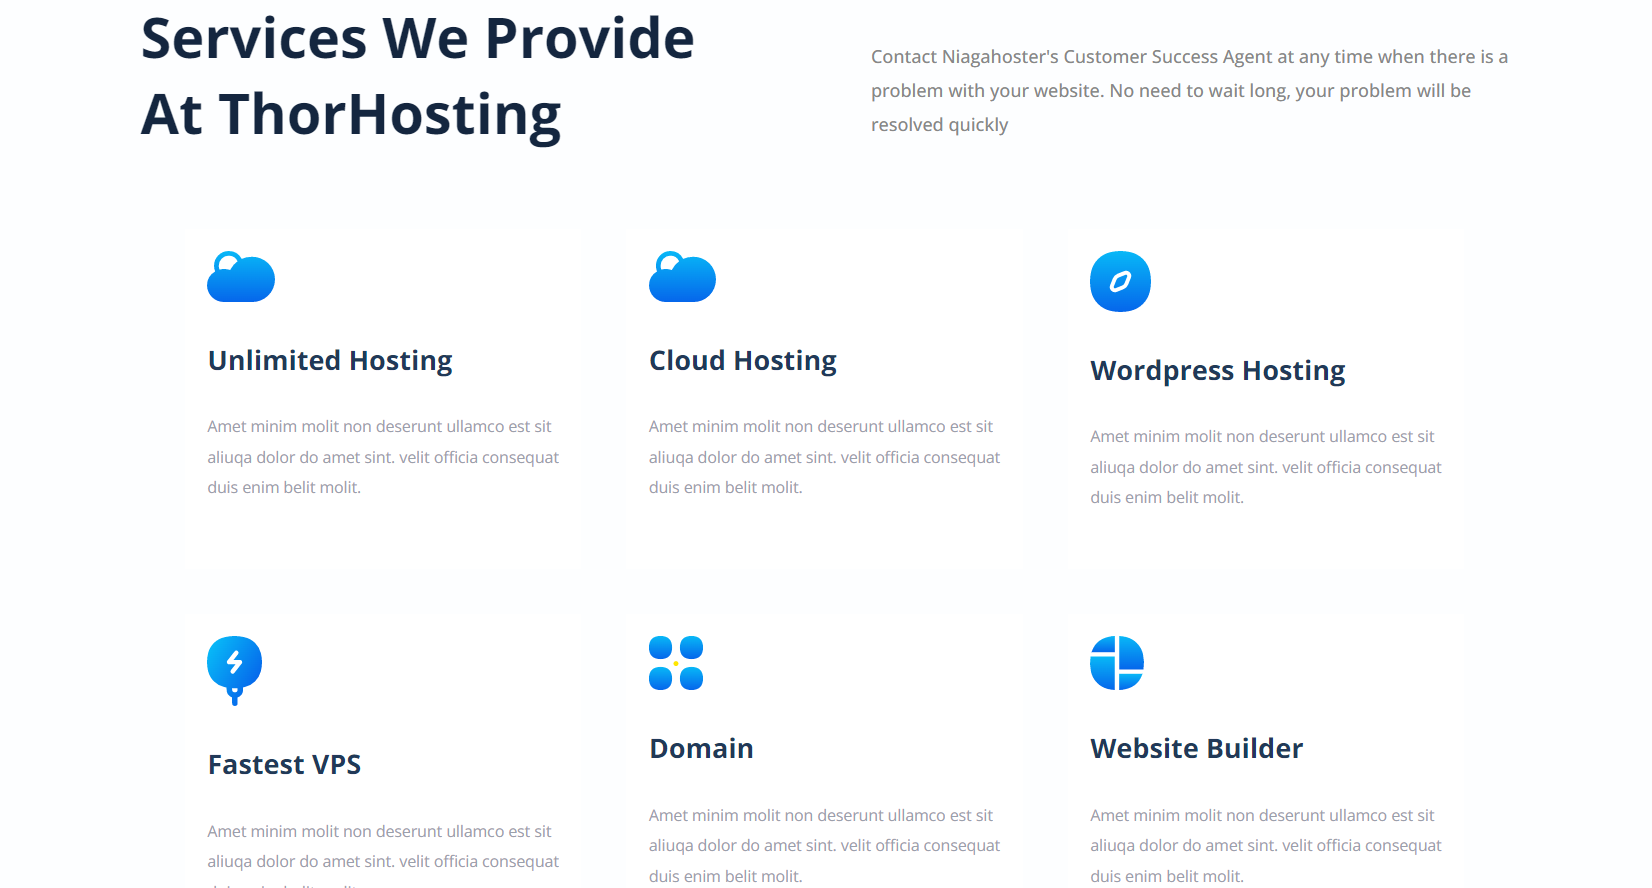 Services We Provide
At ThorHosting
Contact Niagahoster's Customer Success Agent at any time when there is a
problem with your website. No need to wait long, your problem will be
resolved quickly
Unlimited Hosting
Amet minim molit non deserunt ullamco est sit
aliuqa dolor do amet sint. velit officia consequat
duis enim belit molit.
Cloud Hosting
Amet minim molit non deserunt ullamco est sit
aliuqa dolor do amet sint. velit officia consequat
duis enim belit molit.
Wordpress Hosting
Amet minim molit non deserunt ullamco est sit
aliuqa dolor do amet sint. velit officia consequat
duis enim belit molit.
Fastest VPS
Amet minim molit non deserunt ullamco est sit
aliuqa dolor do amet sint. velit officia consequat
Domain
Amet minim molit non deserunt ullamco est sit
aliuqa dolor do amet sint. velit officia consequat
duis enim belit molit.
Website Builder
Amet minim molit non deserunt ullamco est sit
aliuqa dolor do amet sint. velit officia consequat
duis enim belit molit.